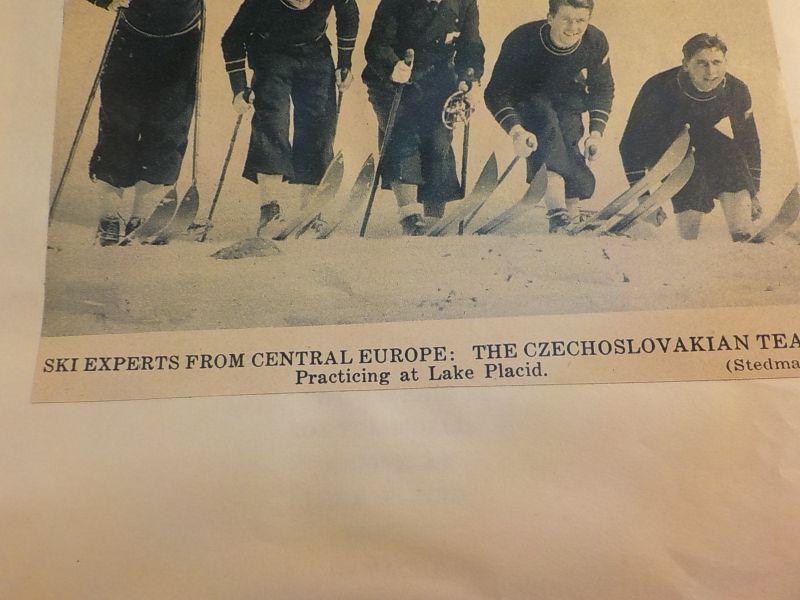 SKI EXPERTS FROM CENTRAL EUROPE: THE CZECHOSLOVAKIAN TEA
Practicing at Lake Placid.
(Stedma